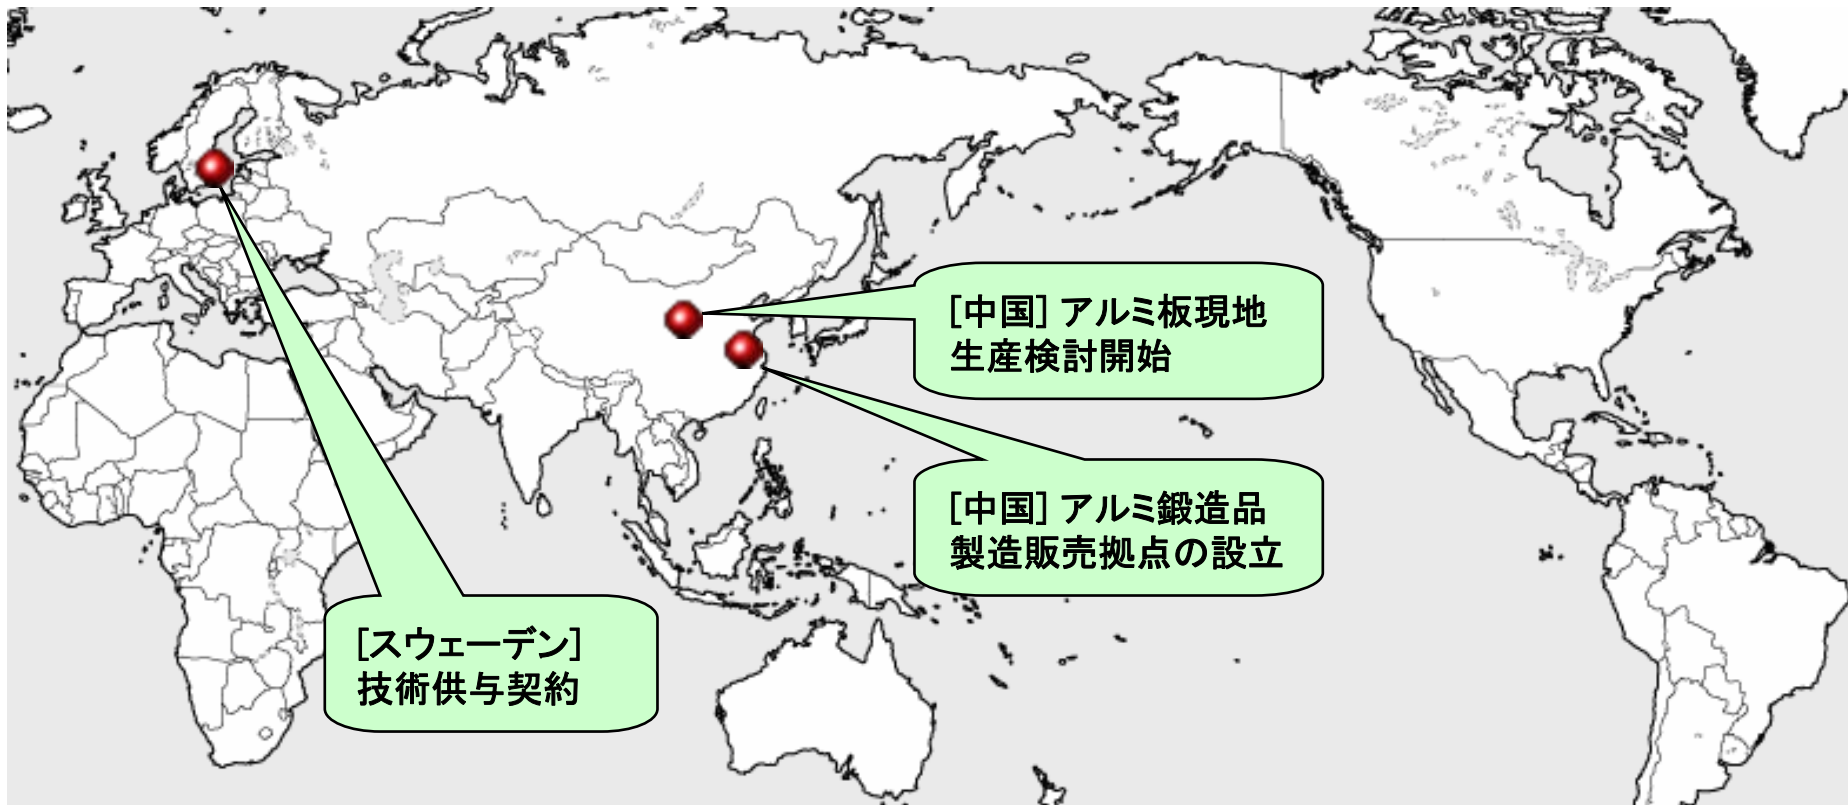 [中国] アルミ板現地
生産検討開始
[中国] アルミ鍛造品
製造販売拠点の設立
[スウェーデン]
技術供与契約